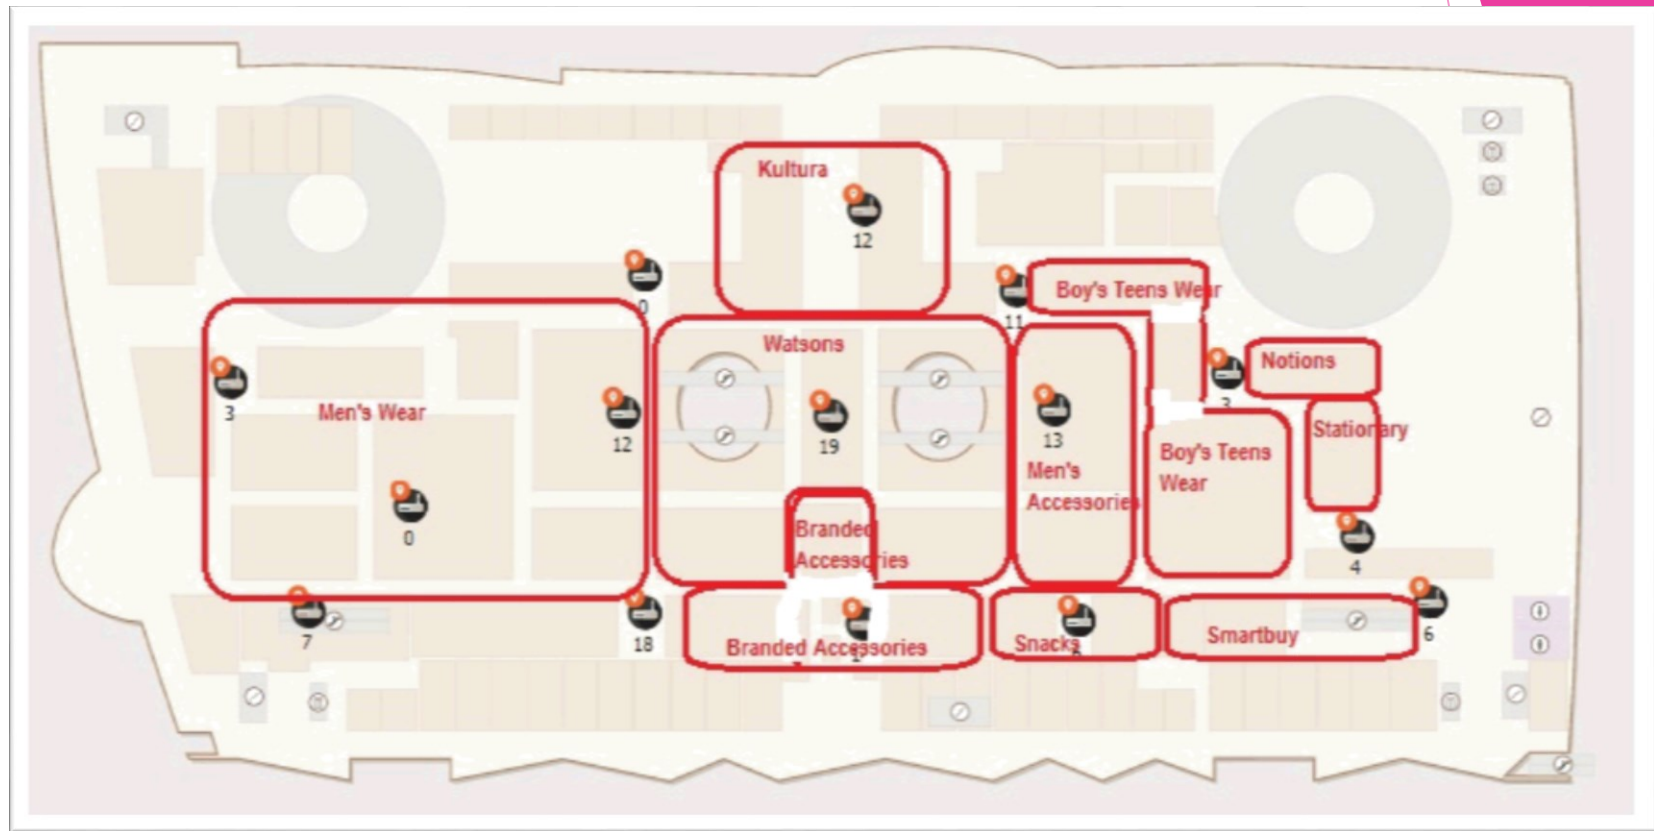 Kultura
12
0
11
Boy's Teens Wear
Watsons
3
Notions
3
Men's Wear
12
19
13
Stationary
Men's
Accessories
Boy's Teens
Wear
0
Branded
Accessories
4
7
18
Branded Accessories
Snacks
Smartbuy
6